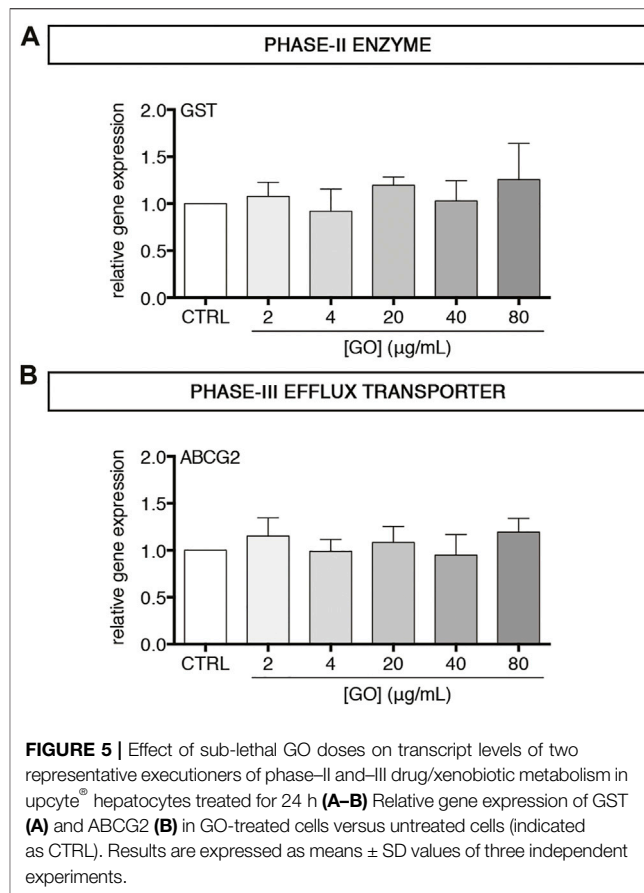 A
PHASE-II ENZYME
relative gene expression
2.0
1.5
1.0
0.5
0.0
GST
CTRL 2 4 20 40 80
[GO] (µg/mL)
B
PHASE-III EFFLUX TRANSPORTER
relative gene expression
2.0
1.5
1.0
0.5
0.0
ABCG2
CTRL 2 4 20 40 80
[GO] (µg/mL)
FIGURE 5 | Effect of sub-lethal GO doses on transcript levels of two
representative executioners of phase–II and–III drug/xenobiotic metabolism in
upcyte® hepatocytes treated for 24 h (A–B) Relative gene expression of GST
(A) and ABCG2 (B) in GO-treated cells versus untreated cells (indicated
as CTRL). Results are expressed as means ± SD values of three independent
experiments.